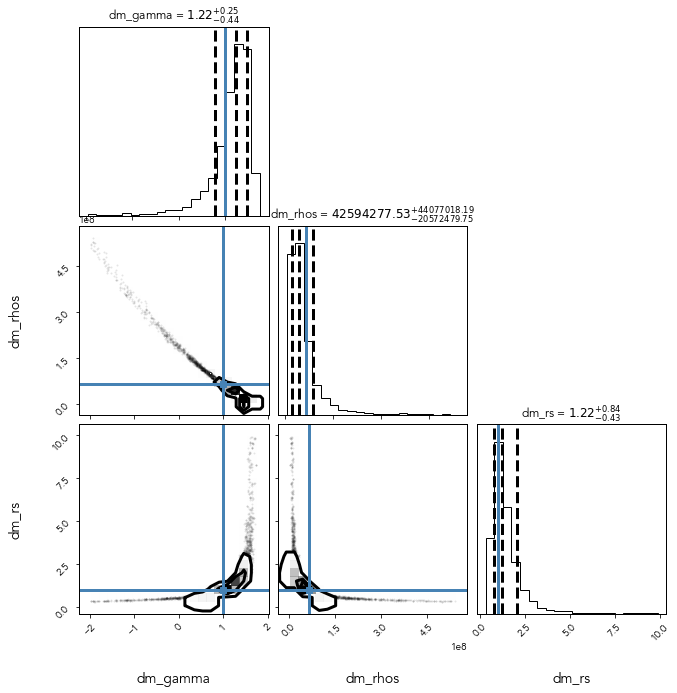 dm_gamma = 1.22+0.25−0.44
1e8
dm_rhos = 42594277.53+44077018.19−20572479.75
dm_rhos
4.5
3.0
1.5
0.0
dm_rs = 1.22+0.84−0.43
dm_rs
10.0
7.5
5.0
2.5
0.0
−2 −1 0 1 2
0.0 1.5 3.0 4.5
1e8
0.0 2.5 5.0 7.5 10.0
dm_gamma dm_rhos dm_rs